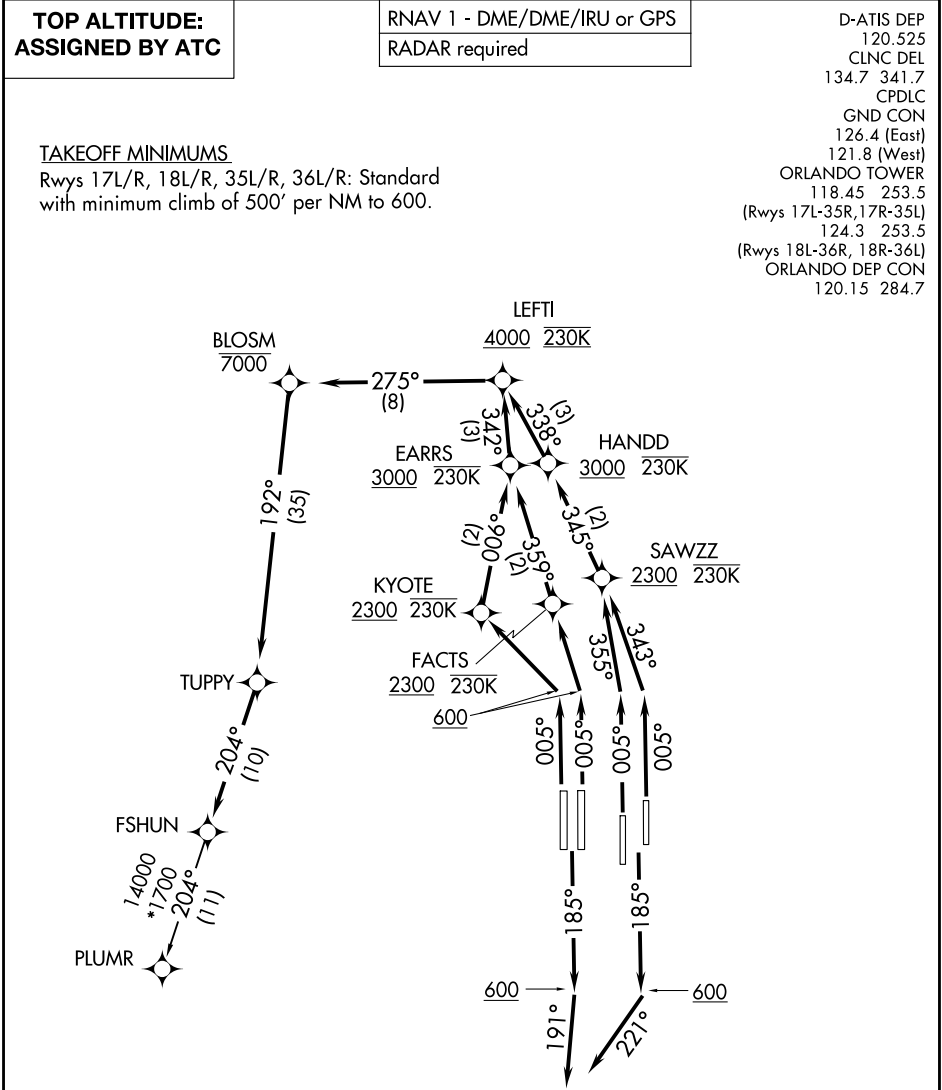 TOP ALTITUDE:
ASSIGNED BY ATC
RNAV 1 - DME/DME/IRU or GPS
RADAR required
D-ATIS DEP
120.525
CLNC DEL
134.7 341.7
CPDLC
GND CON
126.4 (East)
121.8 (West)
ORLANDO TOWER
118.45 253.5
(Rwys 17L-35R,17R-35L)
124.3 253.5
(Rwys 18L-36R, 18R-36L)
ORLANDO DEP CON
120.15 284.7
TAKEOFF MINIMUMS
Rwys 17L/R, 18L/R, 35L/R, 36L/R: Standard
with minimum climb of 500' per NM to 600.
LEFTI
4000 230K
BLOSM
7000
275°
(8)
342°
(3)
338°
(3)
EARRS
3000 230K
HANDD
3000 230K
192°
(35)
006°
(2)
359°
(2)
345°
(2)
SAWZZ
2300 230K
KYOTE
2300 230K
FACTS
2300 230K
355°
343°
600
TUPPY
005°
005°
005°
005°
204°
(10)
FSHUN
14000
*1700
204°
(11)
PLUMR
185°
185°
600
600
191°
221°